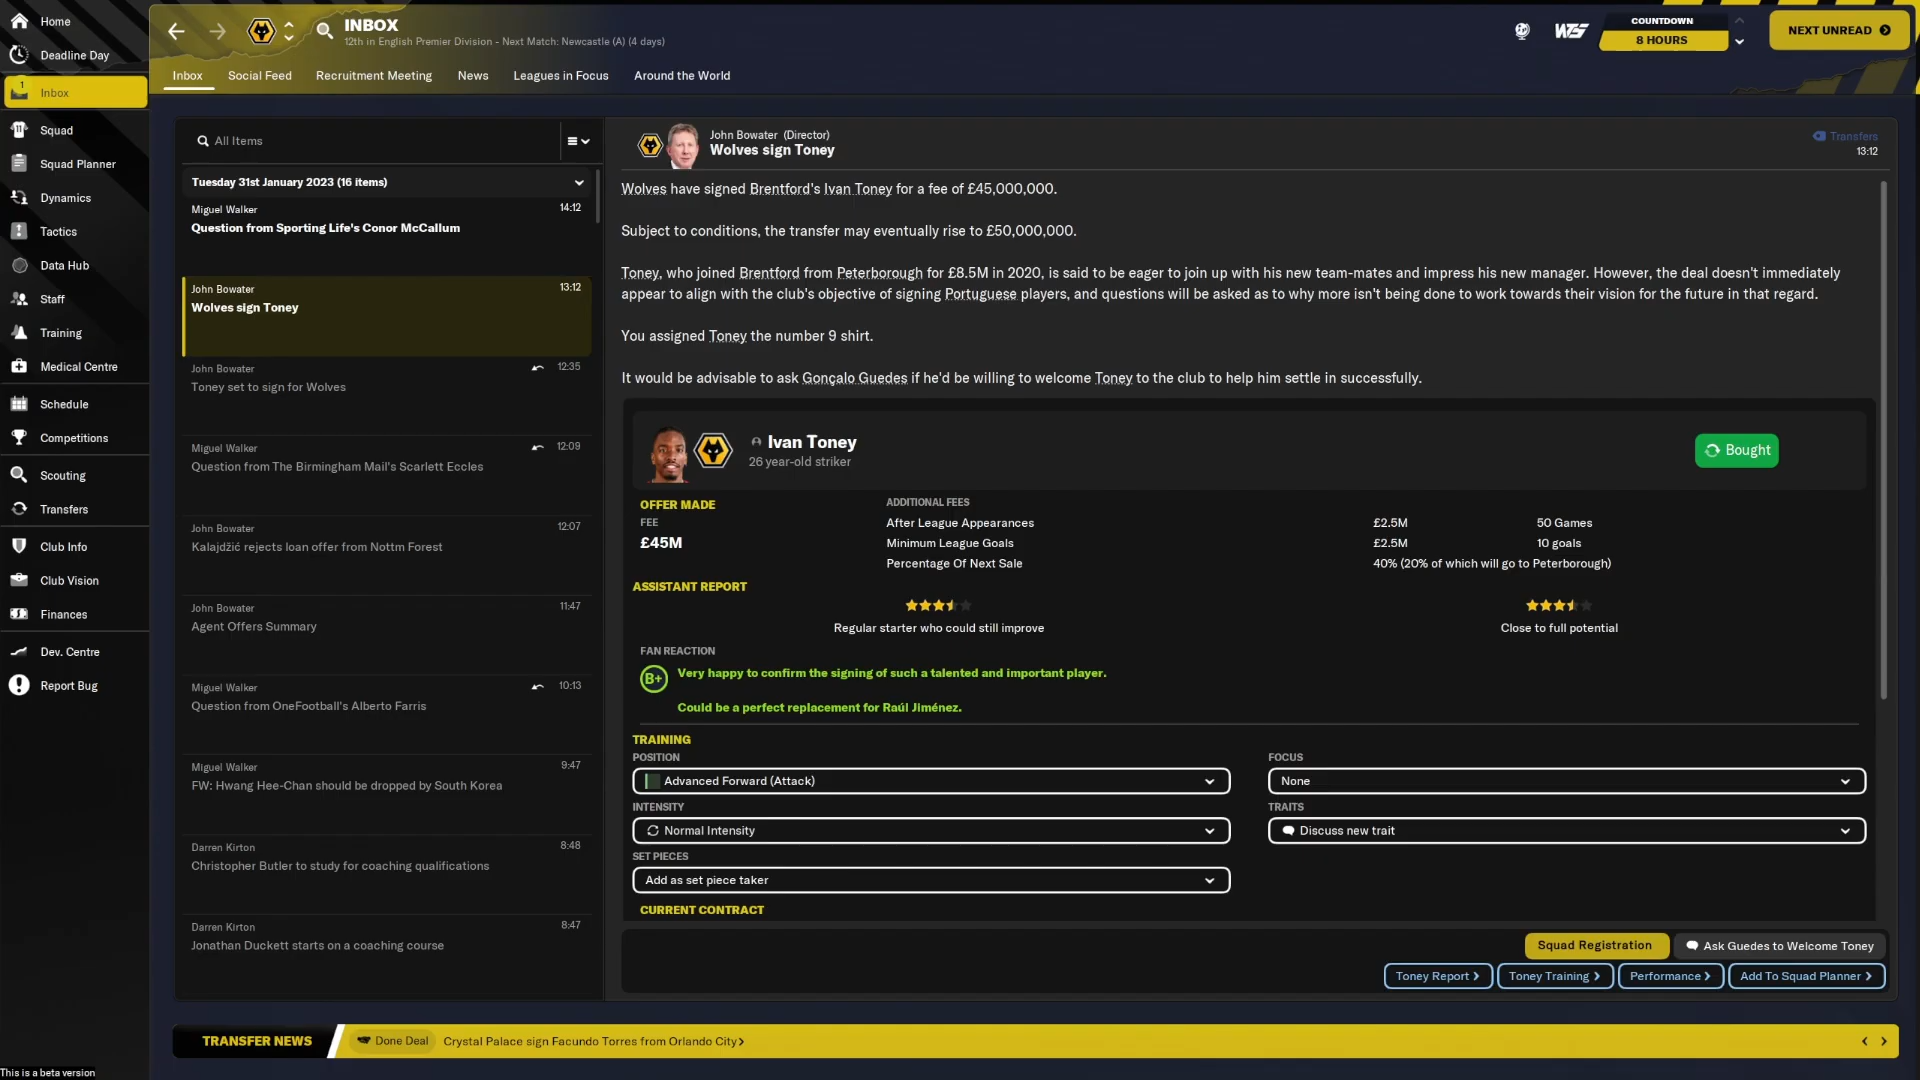 Home
Deadline Day
1
Inbox
Squad
Squad Planner
Dynamics
Tactics
Data Hub
Staff
Training
Medical Centre
Schedule
Competitions
Scouting
Transfers
Club Info
Club Vision
Finances
Dev. Centre
Report Bug
This is a beta version
INBOX
12th in English Premier Division - Next Match: Newcastle (A) (4 days)
COUNTDOWN
8 HOURS
NEXT UNREAD
Inbox
Social Feed
Recruitment Meeting
News
Leagues in Focus
Around the World
All Items
Tuesday 31st January 2023 (16 items)
Miguel Walker 14:12
Question from Sporting Life's Conor McCallum
John Bowater 13:12
Wolves sign Toney
John Bowater 12:35
Toney set to sign for Wolves
Miguel Walker 12:09
Question from The Birmingham Mail's Scarlett Eccles
John Bowater 12:07
Kalajdžić rejects loan offer from Nottm Forest
John Bowater 11:47
Agent Offers Summary
Miguel Walker 10:13
Question from OneFootball's Alberto Farris
Miguel Walker 9:47
FW: Hwang Hee-Chan should be dropped by South Korea
Darren Kirton 8:48
Christopher Butler to study for coaching qualifications
Darren Kirton 8:47
Jonathan Duckett starts on a coaching course
John Bowater (Director)
Wolves sign Toney
Transfers
13:12
Wolves have signed Brentford's Ivan Toney for a fee of £45,000,000.
Subject to conditions, the transfer may eventually rise to £50,000,000.
Toney, who joined Brentford from Peterborough for £8.5M in 2020, is said to be eager to join up with his new team-mates and impress his new manager. However, the deal doesn't immediately
appear to align with the club's objective of signing Portuguese players, and questions will be asked as to why more isn't being done to work towards their vision for the future in that regard.
You assigned Toney the number 9 shirt.
It would be advisable to ask Gonçalo Guedes if he'd be willing to welcome Toney to the club to help him settle in successfully.
Ivan Toney
26 year-old striker
Bought
OFFER MADE
FEE
£45M
ADDITIONAL FEES
After League Appearances £2.5M 50 Games
Minimum League Goals £2.5M 10 goals
Percentage Of Next Sale 40% (20% of which will go to Peterborough)
ASSISTANT REPORT
Regular starter who could still improve
Close to full potential
FAN REACTION
B+
Very happy to confirm the signing of such a talented and important player.
Could be a perfect replacement for Raúl Jiménez.
TRAINING
POSITION
Advanced Forward (Attack)
FOCUS
None
INTENSITY
Normal Intensity
TRAITS
Discuss new trait
SET PIECES
Add as set piece taker
CURRENT CONTRACT
Squad Registration
Ask Guedes to Welcome Toney
Toney Report
Toney Training
Performance
Add To Squad Planner
TRANSFER NEWS
Done Deal
Crystal Palace sign Facundo Torres from Orlando City